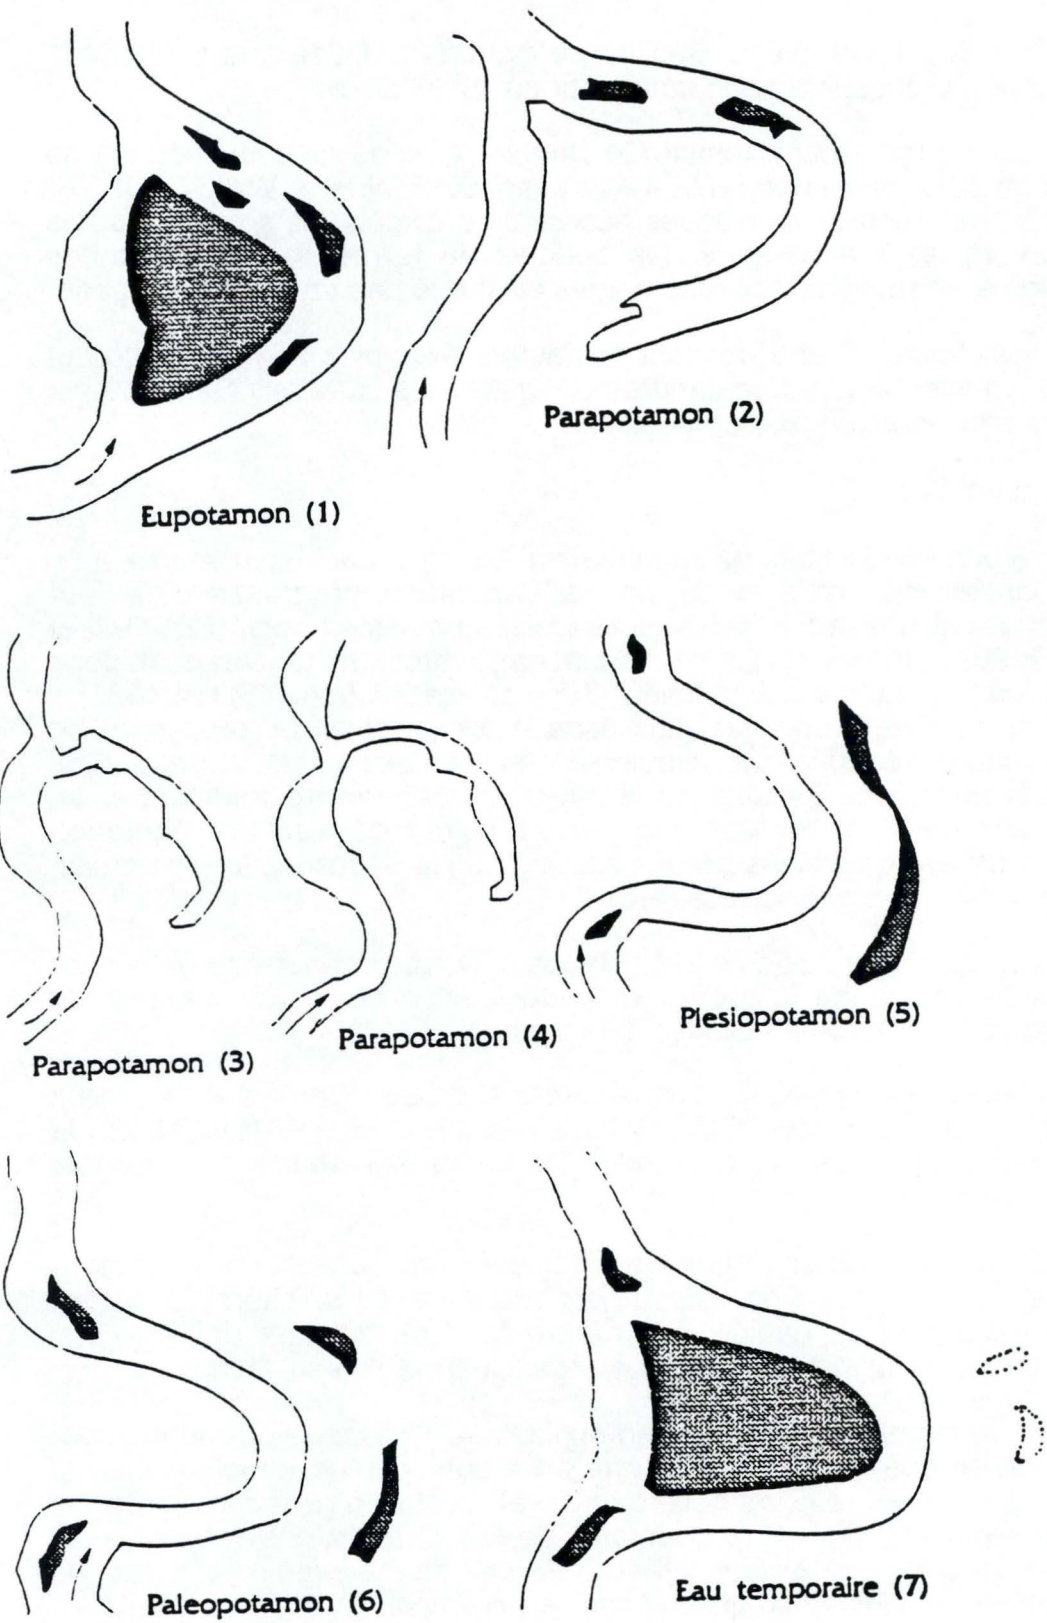 Parapotamon (2)
Eupotamon (1)
Plesiopotamon (5)
Parapotamon (4)
Parapotamon (3)
Eau temporaire (7)
Paleopotamon (6)